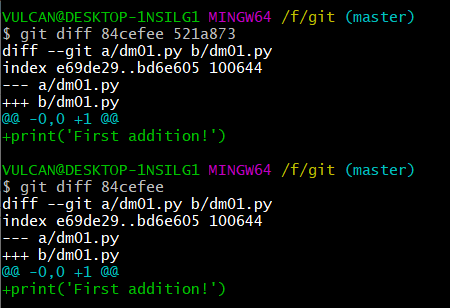 VULCAN@DESKTOP-1NSILG1 MINGW64 /f/git (master)
$ git diff 84cefee 521a873
diff --git a/dm01.py b/dm01.py
index e69de29..bd6e605 100644
--- a/dm01.py
+++ b/dm01.py
@@ -0,0 +1 @@
+print('First addition!')
VULCAN@DESKTOP-1NSILG1 MINGW64 /f/git (master)
$ git diff 84cefee
diff --git a/dm01.py b/dm01.py
index e69de29..bd6e605 100644
--- a/dm01.py
+++ b/dm01.py
@@ -0,0 +1 @@
+print('First addition!')